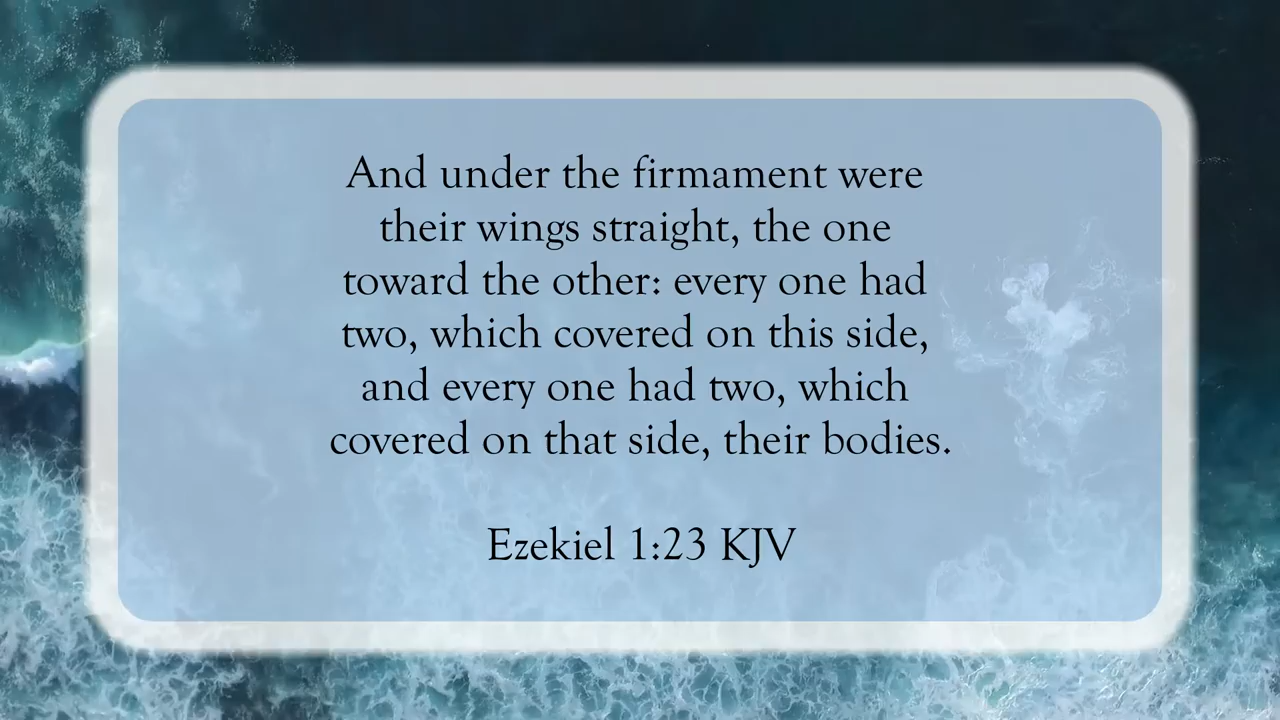 And under the firmament were
their wings straight, the one
toward the other: every one had
two, which covered on this side,
and every one had two, which
covered on that side, their bodies.
Ezekiel 1:23 KJV